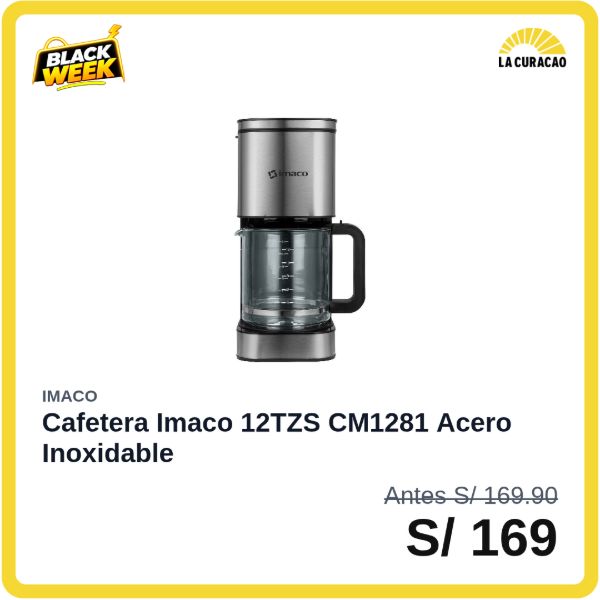 BLACK
WEEK
LA CURACAO
imaco
IMACO
Cafetera Imaco 12TZS CM1281 Acero
Inoxidable
Antes S/ 169.90
S/ 169